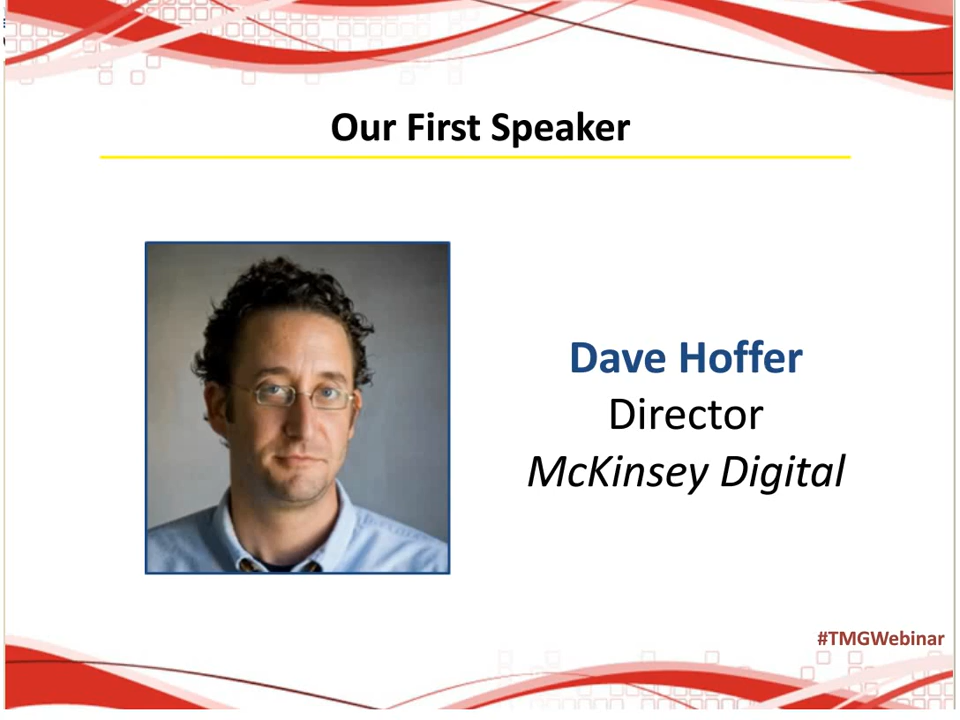 Our First Speaker
Dave Hoffer
Director
McKinsey Digital
#TMGWebinar